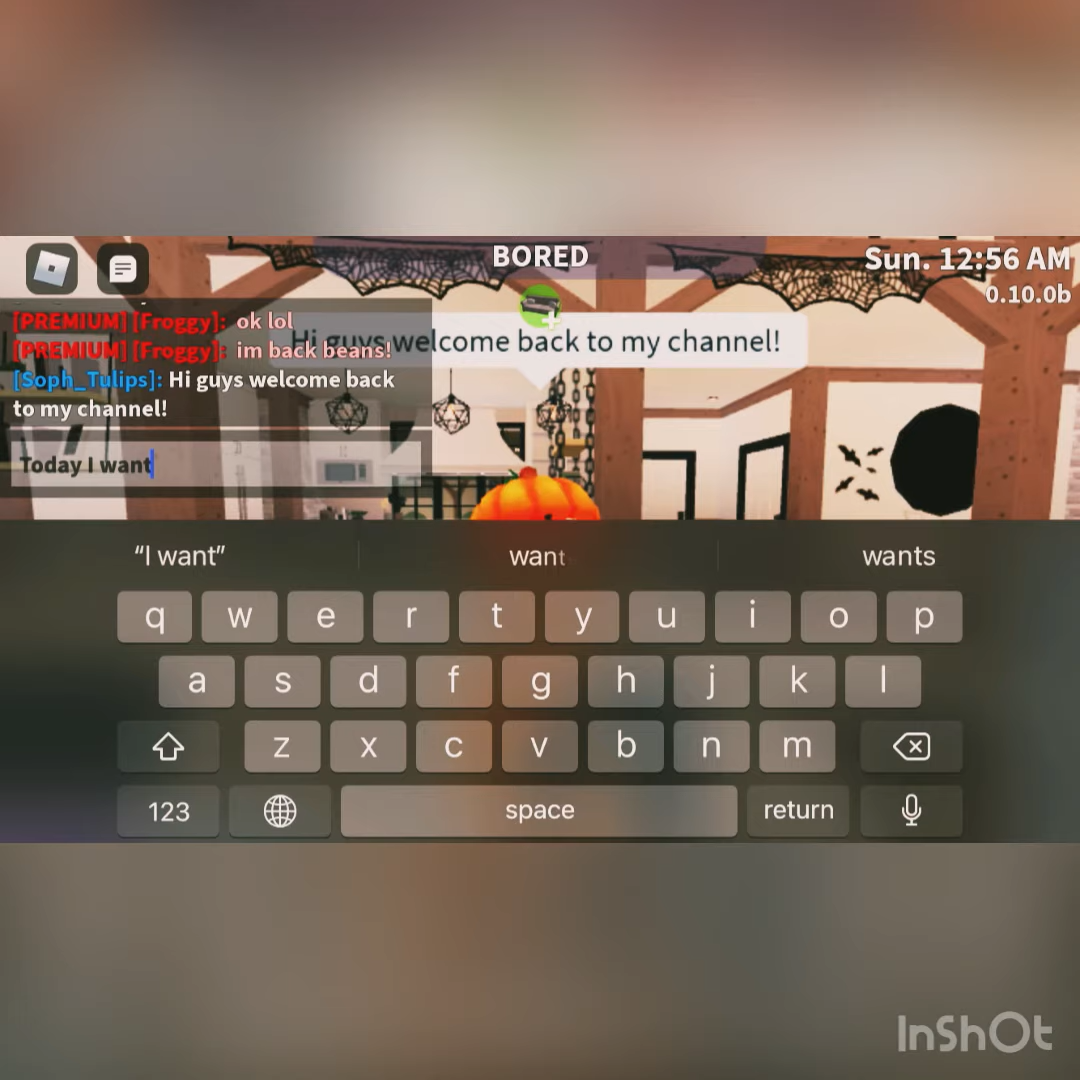 BORED
Sun. 12:56 AM
0.10.0b
[PREMIUM] [Froggy]: ok lol
[PREMIUM] [Froggy]: im back beans!
[Soph_Tulips]: Hi guys welcome back
to my channel!
Hi guys welcome back to my channel!
Today I want
“I want” want wants
q w e r t y u i o p
a s d f g h j k l
z x c v b n m
123 space return
InShOt